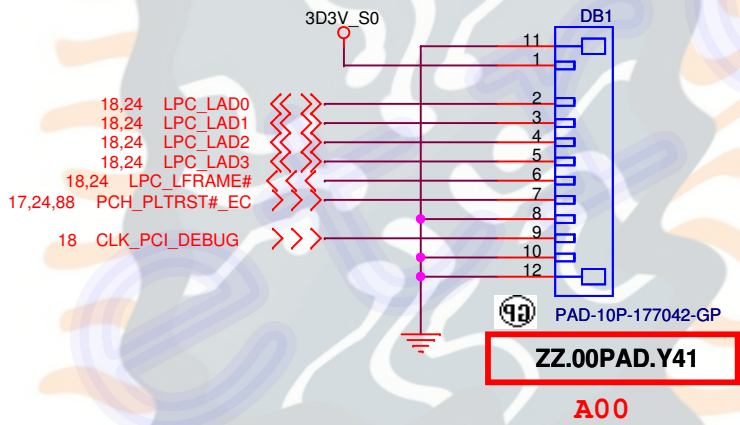 3D3V_S0
DB1
11
1
18,24 LPC_LAD0 2
18,24 LPC_LAD1 3
18,24 LPC_LAD2 4
18,24 LPC_LAD3 5
18,24 LPC_LFRAME# 6
17,24,88 PCH_PLTRST#_EC 7
8
18 CLK_PCI_DEBUG 9
10
12
GP
PAD-10P-177042-GP
ZZ.00PAD.Y41
A00